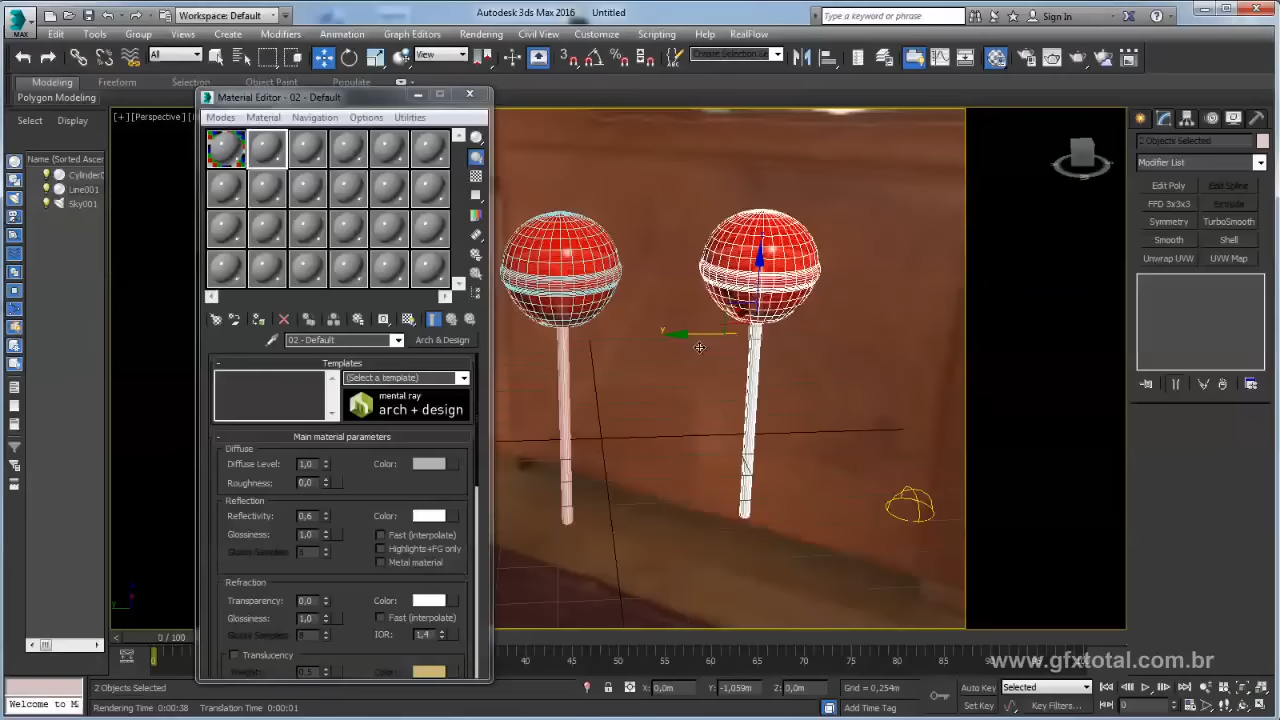 MAX
Workspace: Default
Autodesk 3ds Max 2016
Untitled
Type a keyword or phrase
Sign In
Edit
Tools
Group
Views
Create
Modifiers
Animation
Graph Editors
Rendering
Civil View
Customize
Scripting
Help
RealFlow
All
View
Modeling
Freeform
Selection
Object Paint
Populate
Polygon Modeling
Select
Display
Name (Sorted Ascen
Line001
Sky001
Material Editor - 02 - Default
Modes
Material
Navigation
Options
Utilities
02 - Default
Arch & Design
Templates
(Select a template)
mental ray
arch + design
Main material parameters
Diffuse
Diffuse Level: 1,0
Color:
Roughness: 0,0
Reflection
Reflectivity: 0,6
Color:
Glossiness: 1,0
Fast (interpolate)
Highlights+FG only
Glossy Samples
Metal material
Refraction
Transparency: 0,0
Color:
Glossiness: 1,0
Fast (interpolate)
Glossy Samples
IOR: 1,4
Translucency
Weight: 0,5
Color:
[+] [Perspective]
y
2 Objects Selected
Modifier List
Edit Poly
Edit Spline
FFD 3x3x3
Extrude
Symmetry
TurboSmooth
Smooth
Shell
Unwrap UVW
UVW Map
0 / 100
0
45
50
55
60
65
70
75
80
85
www.gfxtotal.com.br
Welcome to M
2 Objects Selected
Rendering Time 0:00:38
Translation Time 0:00:01
X: 0,0m
Y: -1,059m
Z: 0,0m
Grid = 0,254m
Add Time Tag
Auto Key
Selected
Set Key
Key Filters...
0